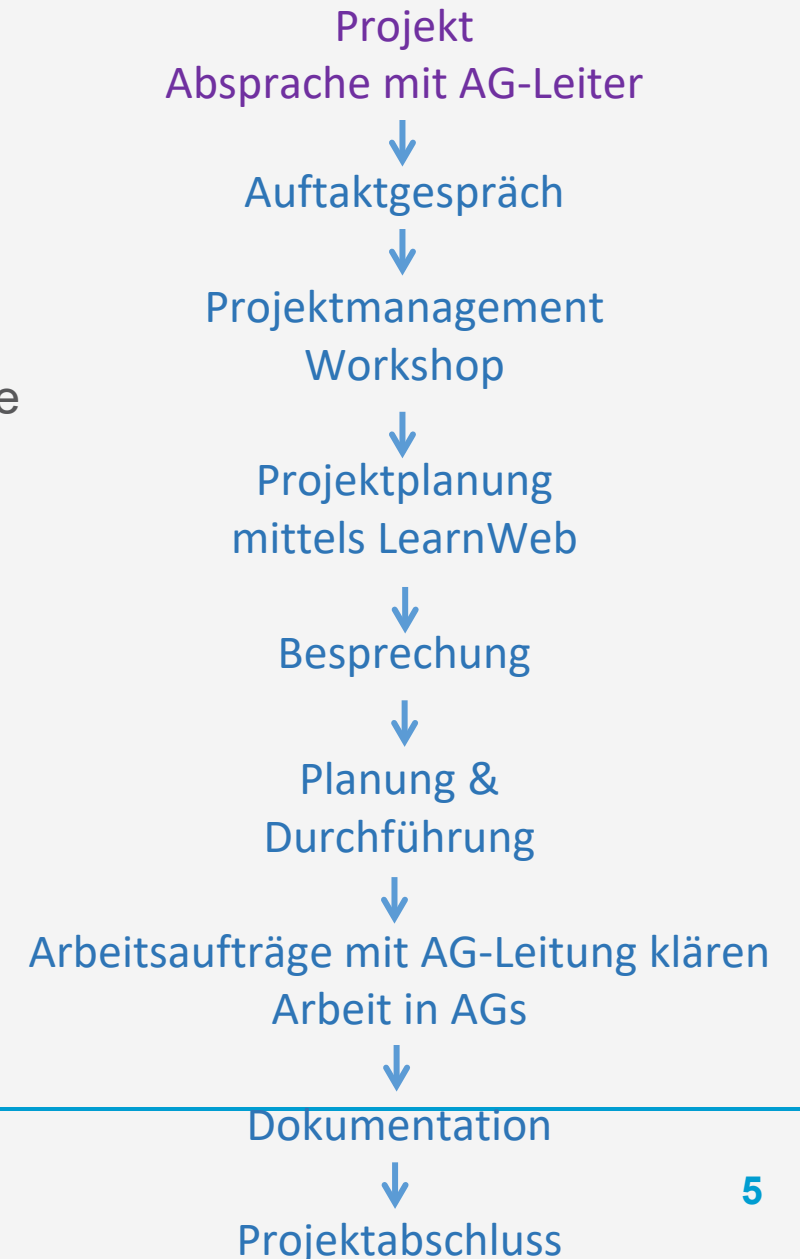 Projekt
Absprache mit AG-Leiter
Auftaktgespräch
Projektmanagement
Workshop
e
Projektplanung
mittels LearnWeb
Besprechung
Planung &
Durchführung
Arbeitsaufträge mit AG-Leitung klären
Arbeit in AGs
Dokumentation
5
Projektabschluss